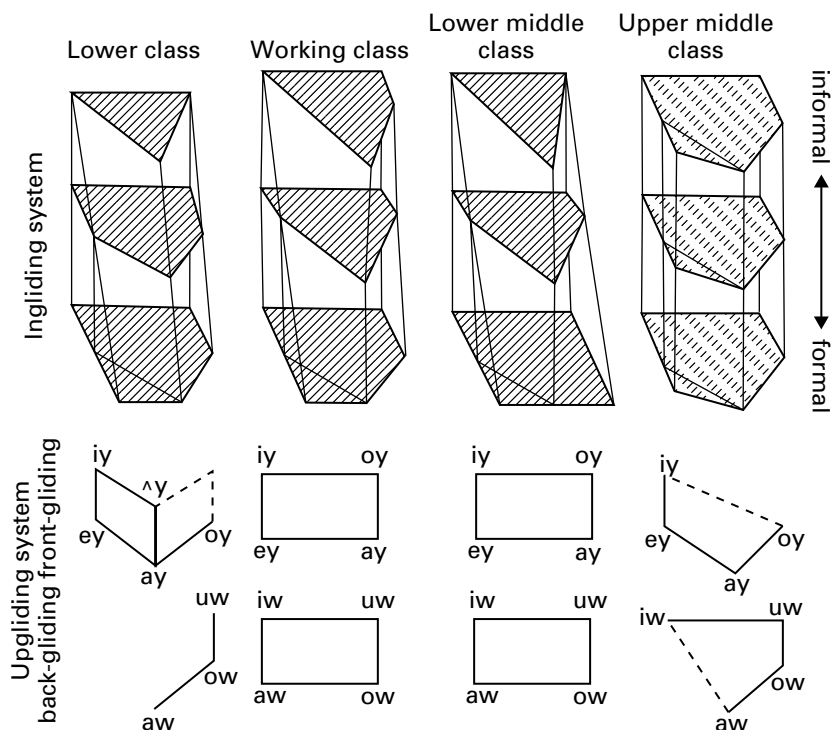 Lower class
Working class
Lower middle
class
Upper middle
class
Ingliding system
informal
formal
Upgliding system
back-gliding front-gliding
iy
ʌy
ey
oy
ay
iy
oy
ey
ay
iy
oy
ey
ay
iy
ey
oy
ay
uw
ow
aw
iw
uw
aw
ow
iw
uw
aw
ow
iw
uw
ow
aw